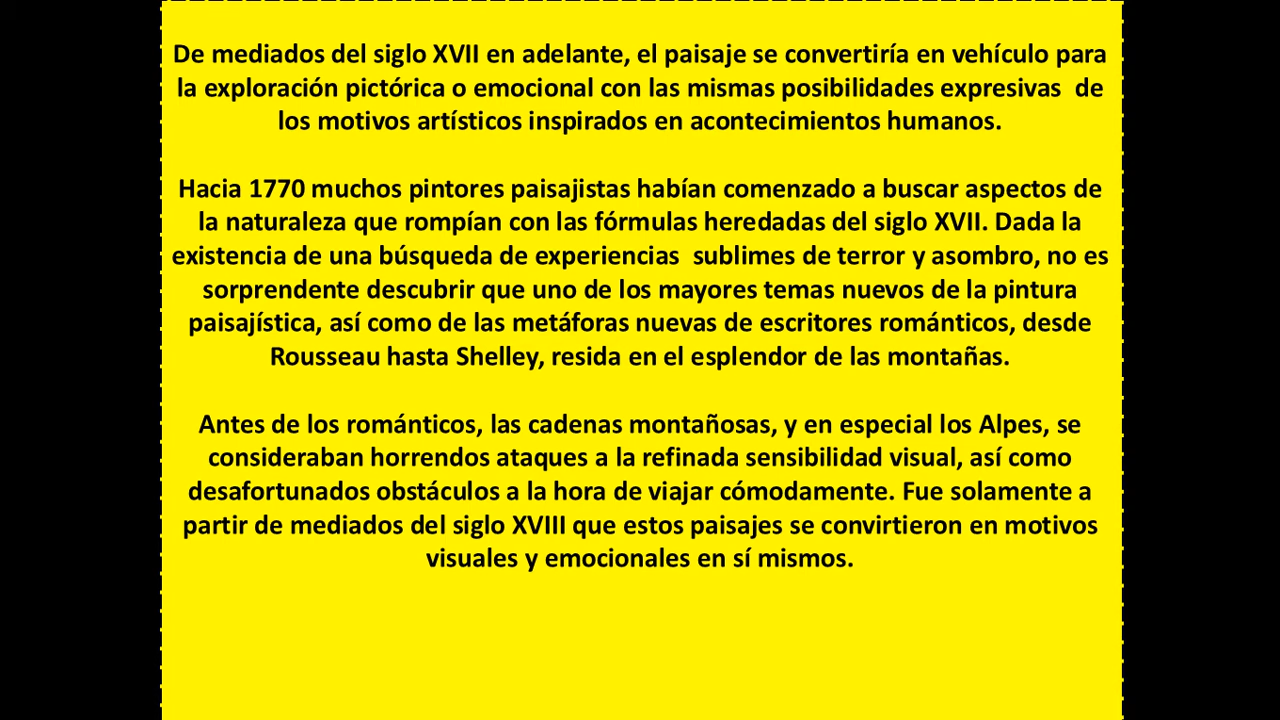 De mediados del siglo XVII en adelante, el paisaje se convertiría en vehículo para
la exploración pictórica o emocional con las mismas posibilidades expresivas  de
los motivos artísticos inspirados en acontecimientos humanos.
Hacia 1770 muchos pintores paisajistas habían comenzado a buscar aspectos de
la naturaleza que rompían con las fórmulas heredadas del siglo XVII. Dada la
existencia de una búsqueda de experiencias  sublimes de terror y asombro, no es
sorprendente descubrir que uno de los mayores temas nuevos de la pintura
paisajística, así como de las metáforas nuevas de escritores románticos, desde
Rousseau hasta Shelley, resida en el esplendor de las montañas.
Antes de los románticos, las cadenas montañosas, y en especial los Alpes, se
consideraban horrendos ataques a la refinada sensibilidad visual, así como
desafortunados obstáculos a la hora de viajar cómodamente. Fue solamente a
partir de mediados del siglo XVIII que estos paisajes se convirtieron en motivos
visuales y emocionales en sí mismos.